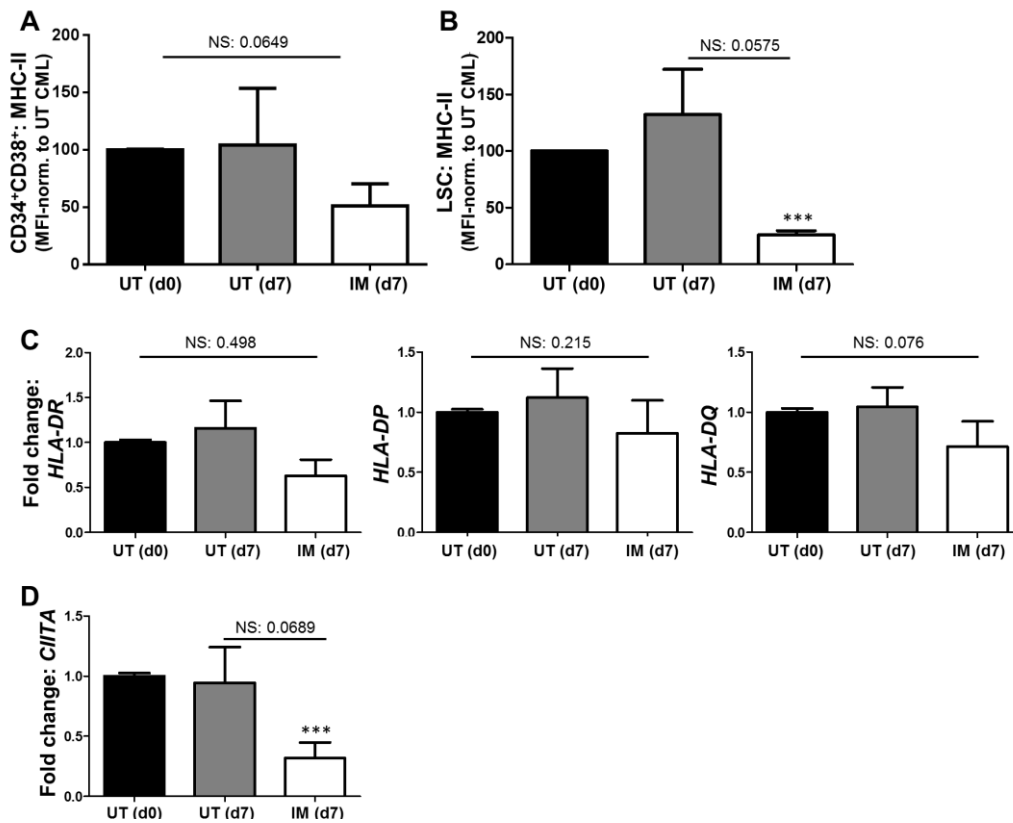 A
CD34+CD38+: MHC-II
(MFI-norm. to UT CML)
200
150
100
50
0
NS: 0.0649
UT (d0) UT (d7) IM (d7)
B
LSC: MHC-II
(MFI-norm. to UT CML)
200
150
100
50
0
NS: 0.0575
***
UT (d0) UT (d7) IM (d7)
C
Fold change:
HLA-DR
2.0
1.5
1.0
0.5
0.0
NS: 0.498
UT (d0) UT (d7) IM (d7)
HLA-DP
1.5
1.0
0.5
0.0
NS: 0.215
UT (d0) UT (d7) IM (d7)
HLA-DQ
1.5
1.0
0.5
0.0
NS: 0.076
UT (d0) UT (d7) IM (d7)
D
Fold change: CIITA
1.5
1.0
0.5
0.0
NS: 0.0689
***
UT (d0) UT (d7) IM (d7)